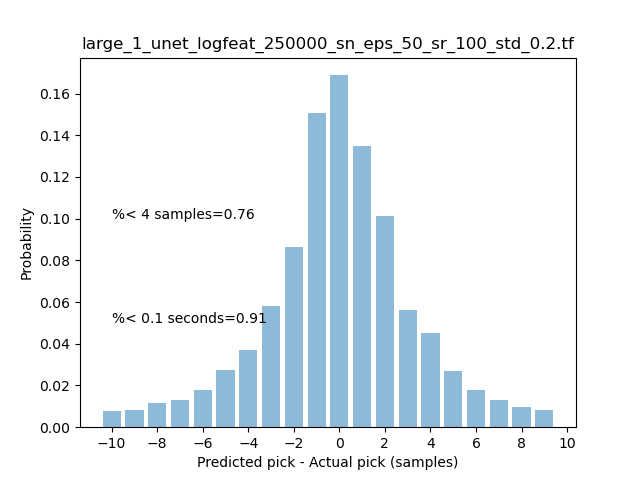 large_1_unet_logfeat_250000_sn_eps_50_sr_100_std_0.2.tf
0.16
0.14
0.12
0.10
0.08
0.06
0.04
0.02
0.00
Probability
%< 4 samples=0.76
%< 0.1 seconds=0.91
−10 −8 −6 −4 −2 0 2 4 6 8 10
Predicted pick - Actual pick (samples)